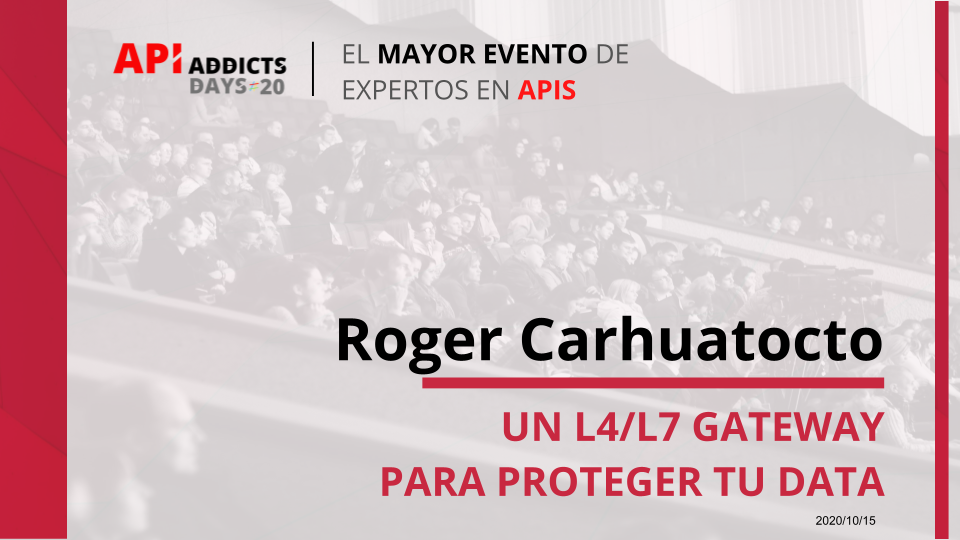 API ADDICTS
DAYS 20
EL MAYOR EVENTO DE
EXPERTOS EN APIS
Roger Carhuatocto
UN L4/L7 GATEWAY
PARA PROTEGER TU DATA
2020/10/15